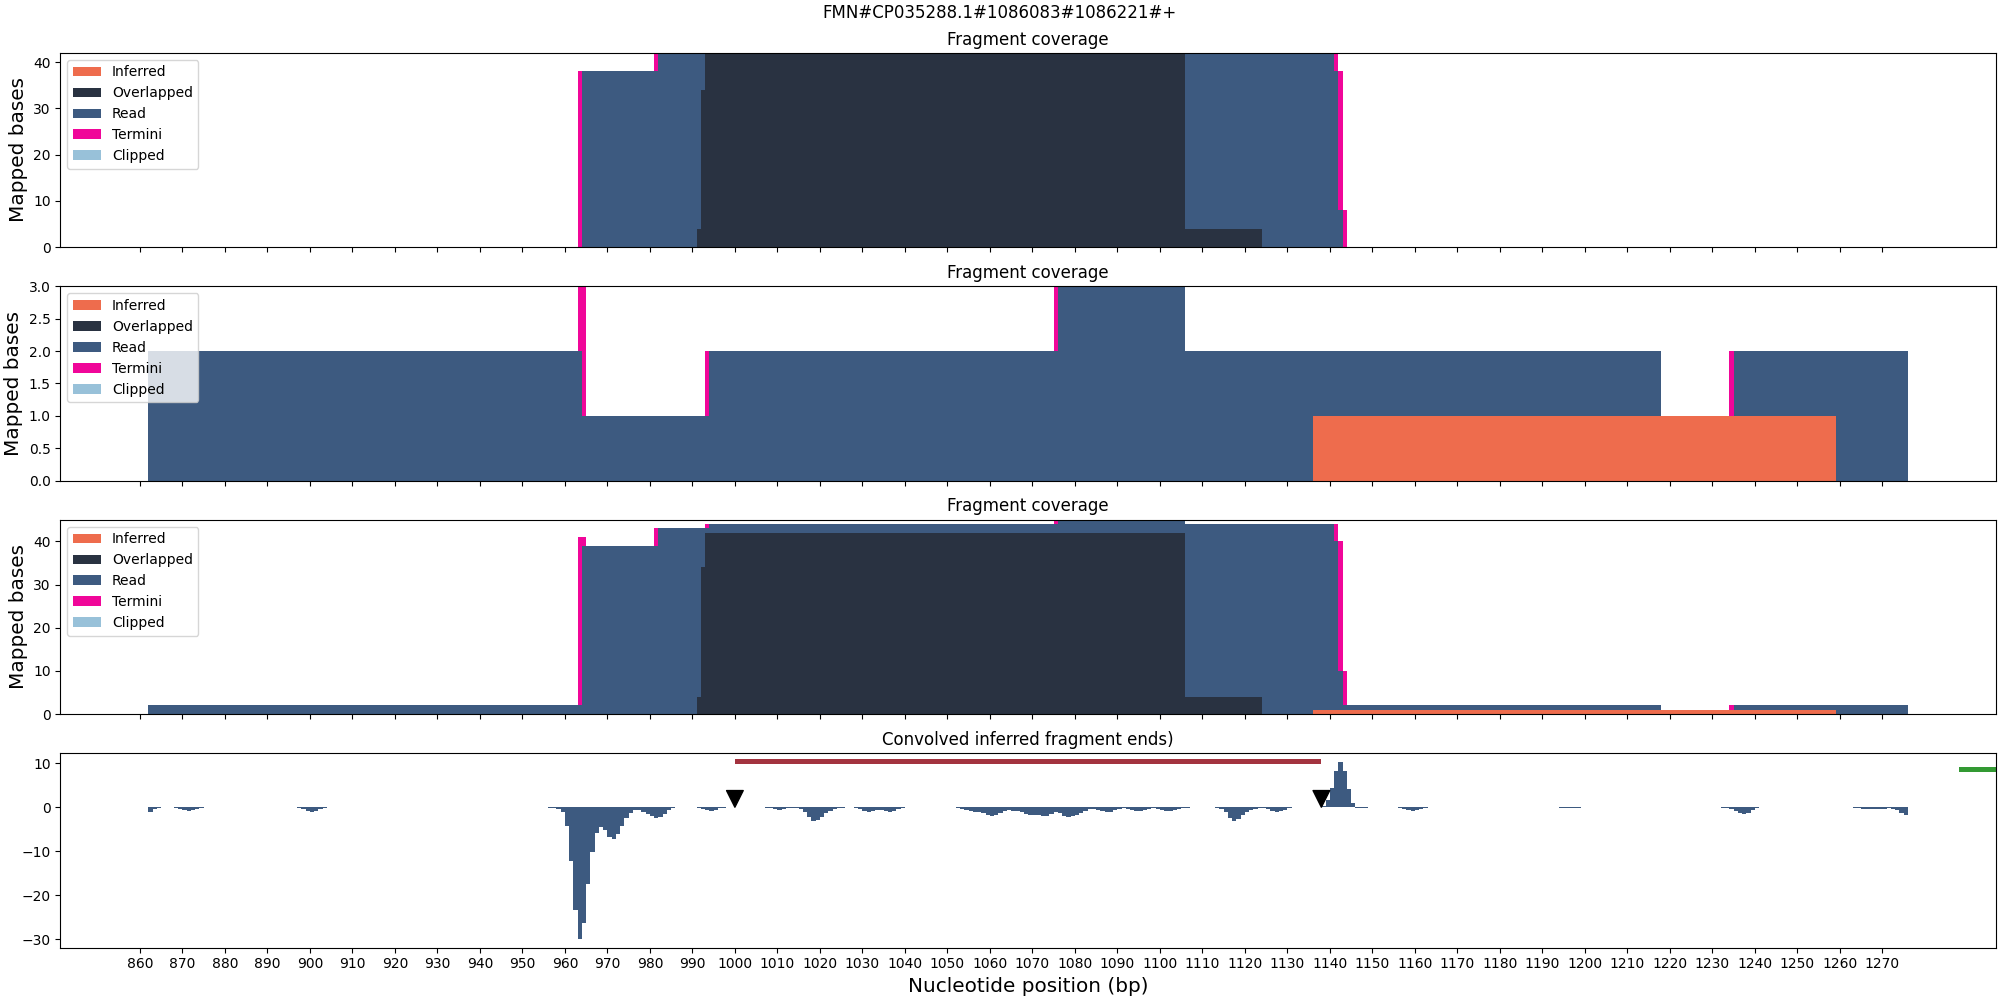 FMN#CP035288.1#1086083#1086221#+
Fragment coverage
Mapped bases
40
30
20
10
0
Inferred
Overlapped
Read
Termini
Clipped
Fragment coverage
Mapped bases
3.0
2.5
2.0
1.5
1.0
0.5
0.0
Inferred
Overlapped
Read
Termini
Clipped
Fragment coverage
Mapped bases
40
30
20
10
0
Inferred
Overlapped
Read
Termini
Clipped
Convolved inferred fragment ends)
10
0
−10
−20
−30
860 870 880 890 900 910 920 930 940 950 960 970 980 990 1000 1010 1020 1030 1040 1050 1060 1070 1080 1090 1100 1110 1120 1130 1140 1150 1160 1170 1180 1190 1200 1210 1220 1230 1240 1250 1260 1270
Nucleotide position (bp)